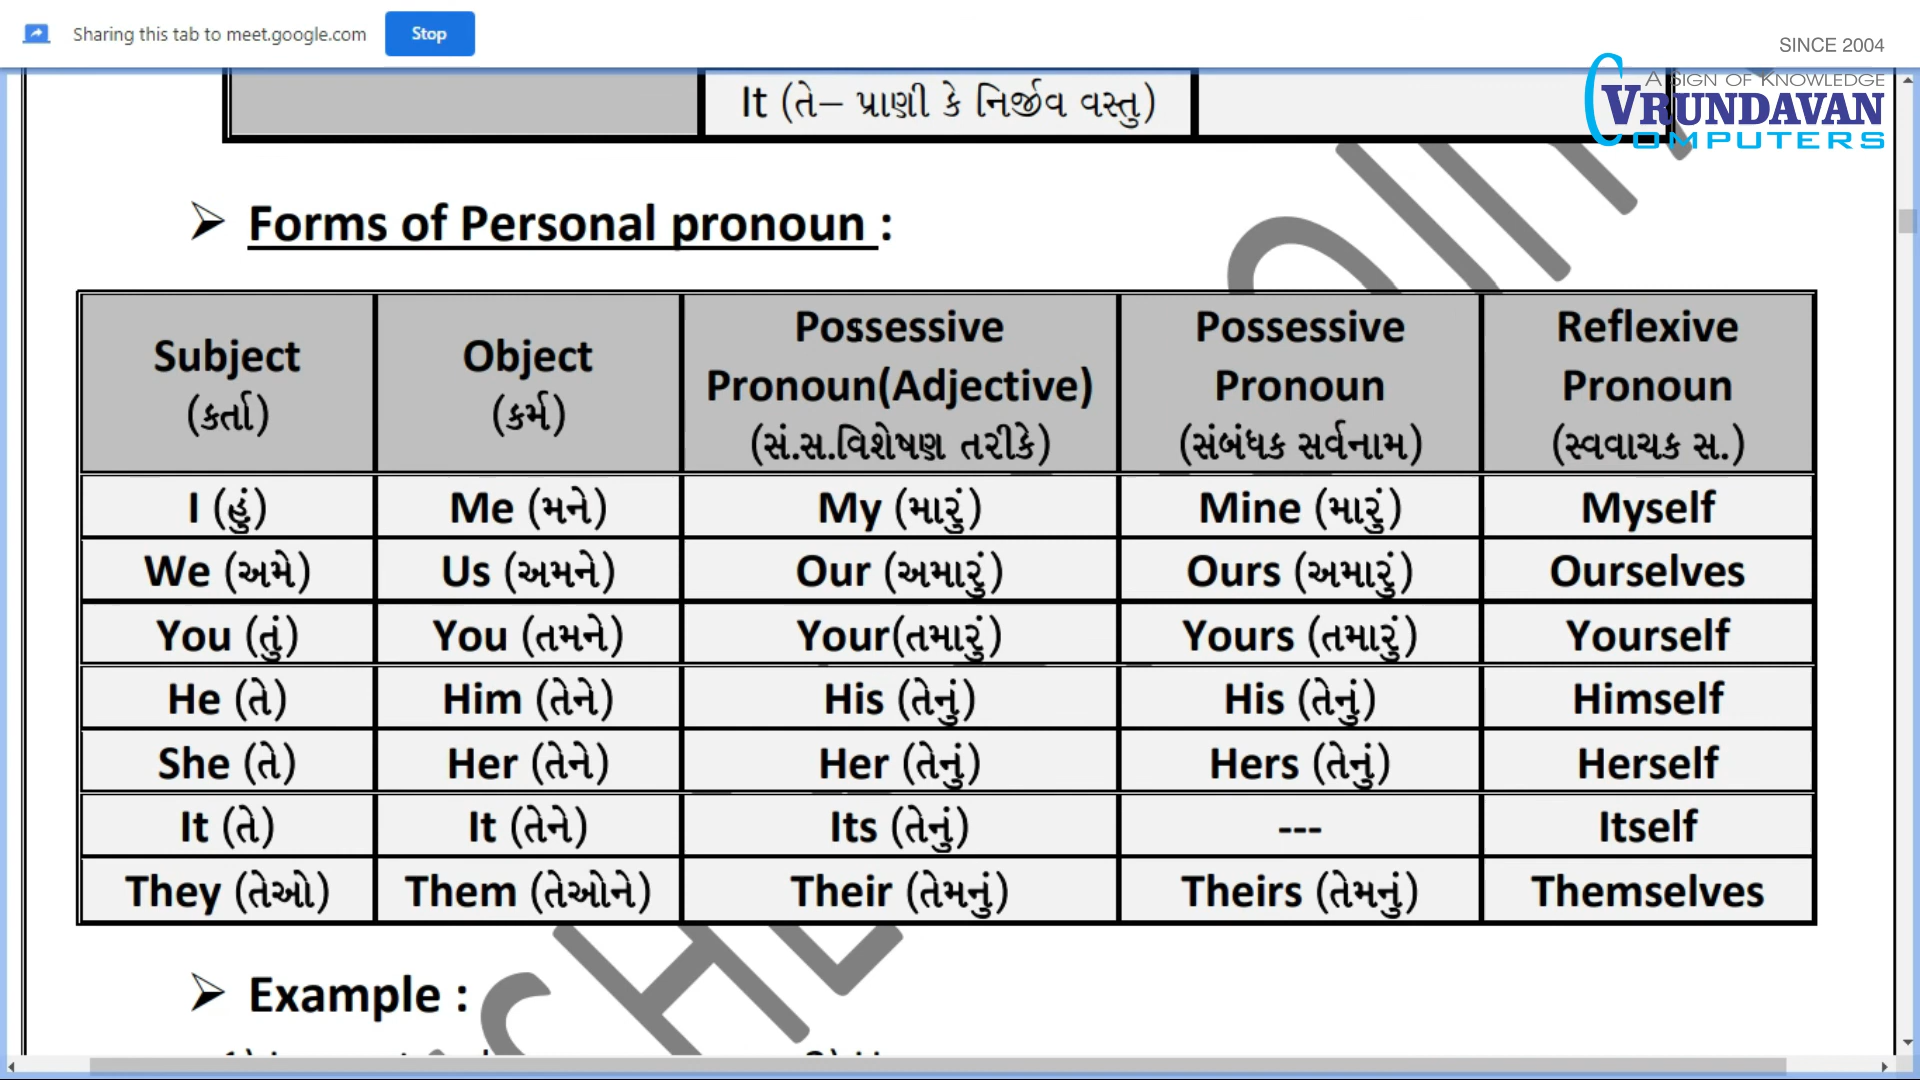 Sharing this tab to meet.google.com
Stop
SINCE 2004
A SIGN OF KNOWLEDGE
VRUNDAVAN
COMPUTERS
It (તે– પ્રાણી કે નિર્જીવ વસ્તુ)
➢ Forms of Personal pronoun :
Subject (કર્તા)
Object (કર્મ)
Possessive Pronoun(Adjective) (સં.સ.વિશેષણ તરીકે)
Possessive Pronoun (સંબંધક સર્વનામ)
Reflexive Pronoun (સ્વવાચક સ.)
I (હું) Me (મને) My (મારું) Mine (મારું) Myself
We (અમે) Us (અમને) Our (અમારું) Ours (અમારું) Ourselves
You (તું) You (તમને) Your(તમારું) Yours (તમારું) Yourself
He (તે) Him (તેને) His (તેનું) His (તેનું) Himself
She (તે) Her (તેને) Her (તેનું) Hers (તેનું) Herself
It (તે) It (તેને) Its (તેનું) --- Itself
They (તેઓ) Them (તેઓને) Their (તેમનું) Theirs (તેમનું) Themselves
➢ Example :